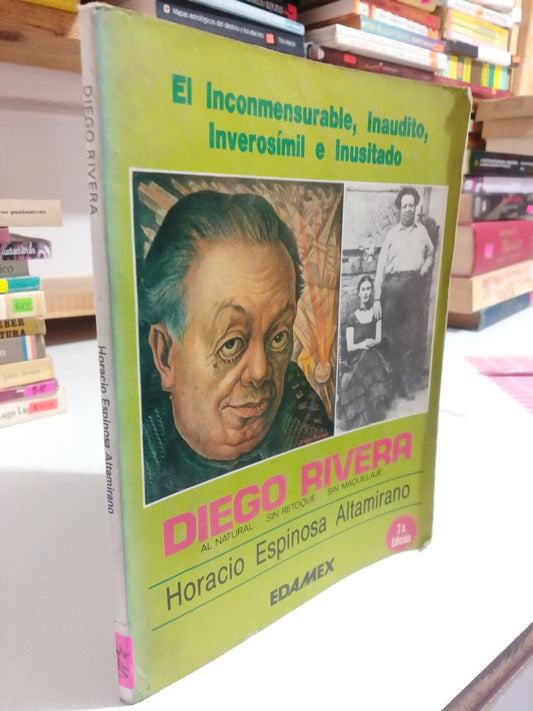 El Inconmensurable, Inaudito,
Inverosímil e Inusitado
DIEGO RIVERA
AL NATURAL SIN RETOQUE SIN MAQUILLAJE
Horacio Espinosa Altamirano
2a.
Edición
EDAMEX
DIEGO RIVERA
Horacio Espinosa Altamirano